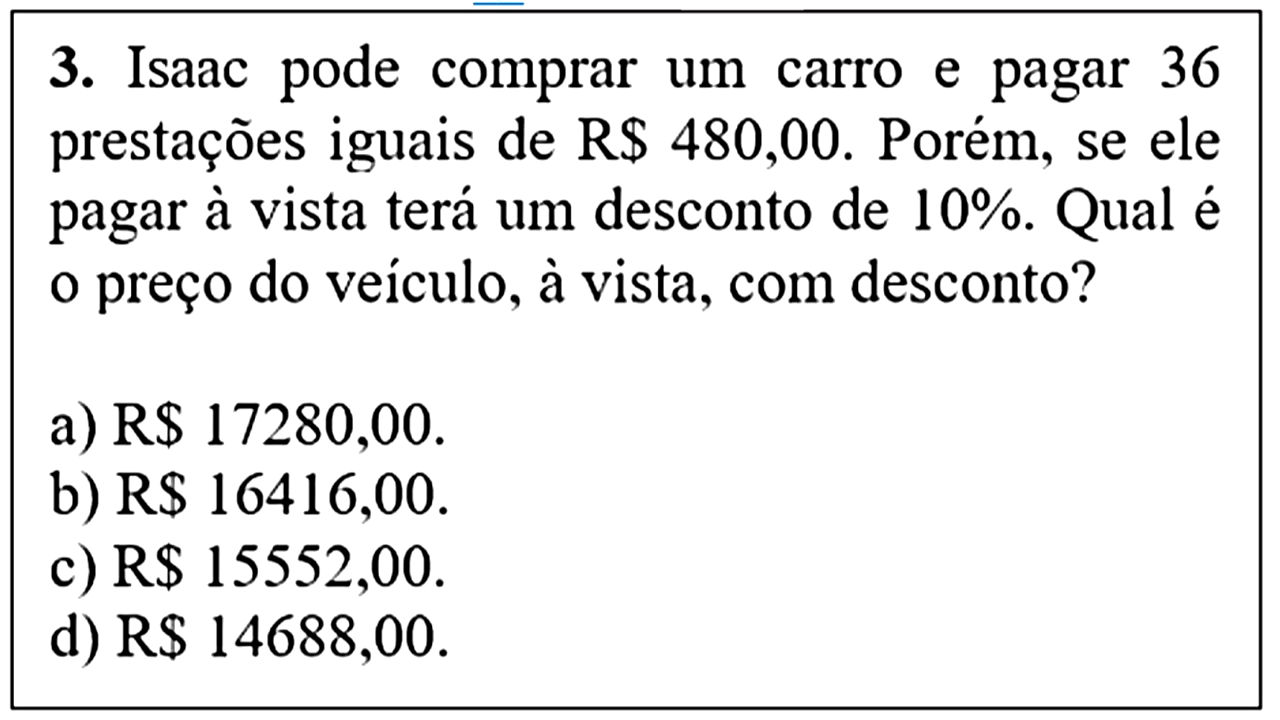 3. Isaac pode comprar um carro e pagar 36
prestações iguais de R$ 480,00. Porém, se ele
pagar à vista terá um desconto de 10%. Qual é
o preço do veículo, à vista, com desconto?
a) R$ 17280,00.
b) R$ 16416,00.
c) R$ 15552,00.
d) R$ 14688,00.